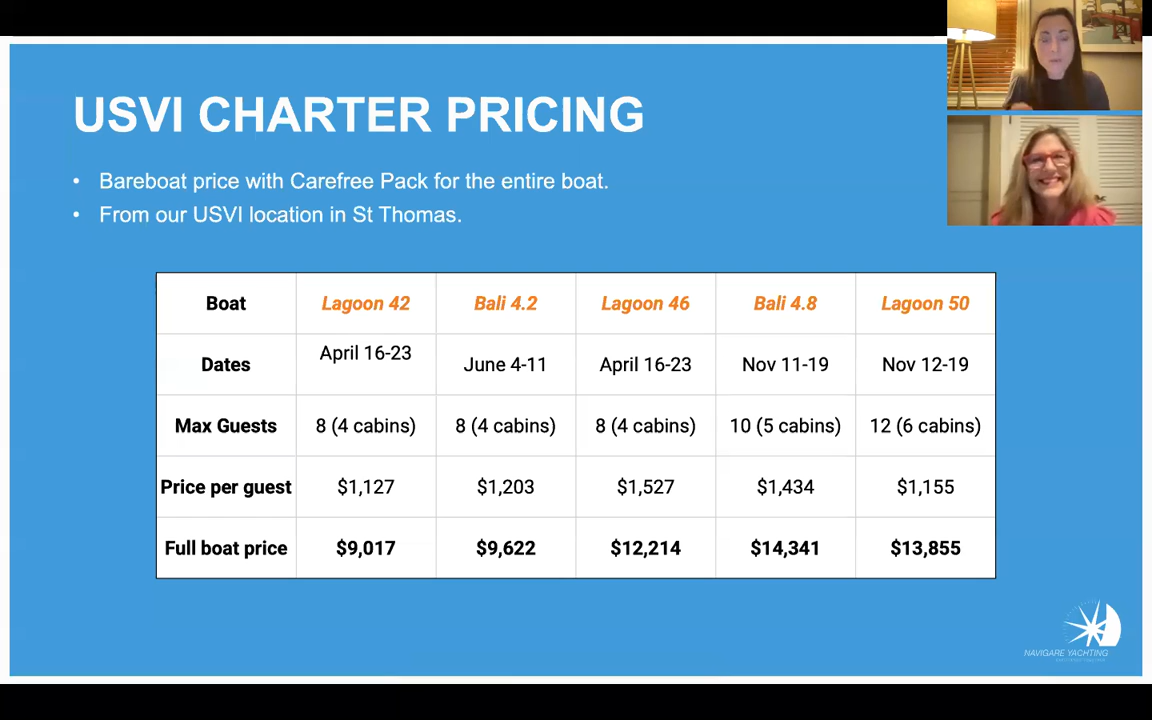 USVI CHARTER PRICING
• Bareboat price with Carefree Pack for the entire boat.
• From our USVI location in St Thomas.
Boat Lagoon 42 Bali 4.2 Lagoon 46 Bali 4.8 Lagoon 50
Dates April 16-23 June 4-11 April 16-23 Nov 11-19 Nov 12-19
Max Guests 8 (4 cabins) 8 (4 cabins) 8 (4 cabins) 10 (5 cabins) 12 (6 cabins)
Price per guest $1,127 $1,203 $1,527 $1,434 $1,155
Full boat price $9,017 $9,622 $12,214 $14,341 $13,855
NAVIGARE YACHTING